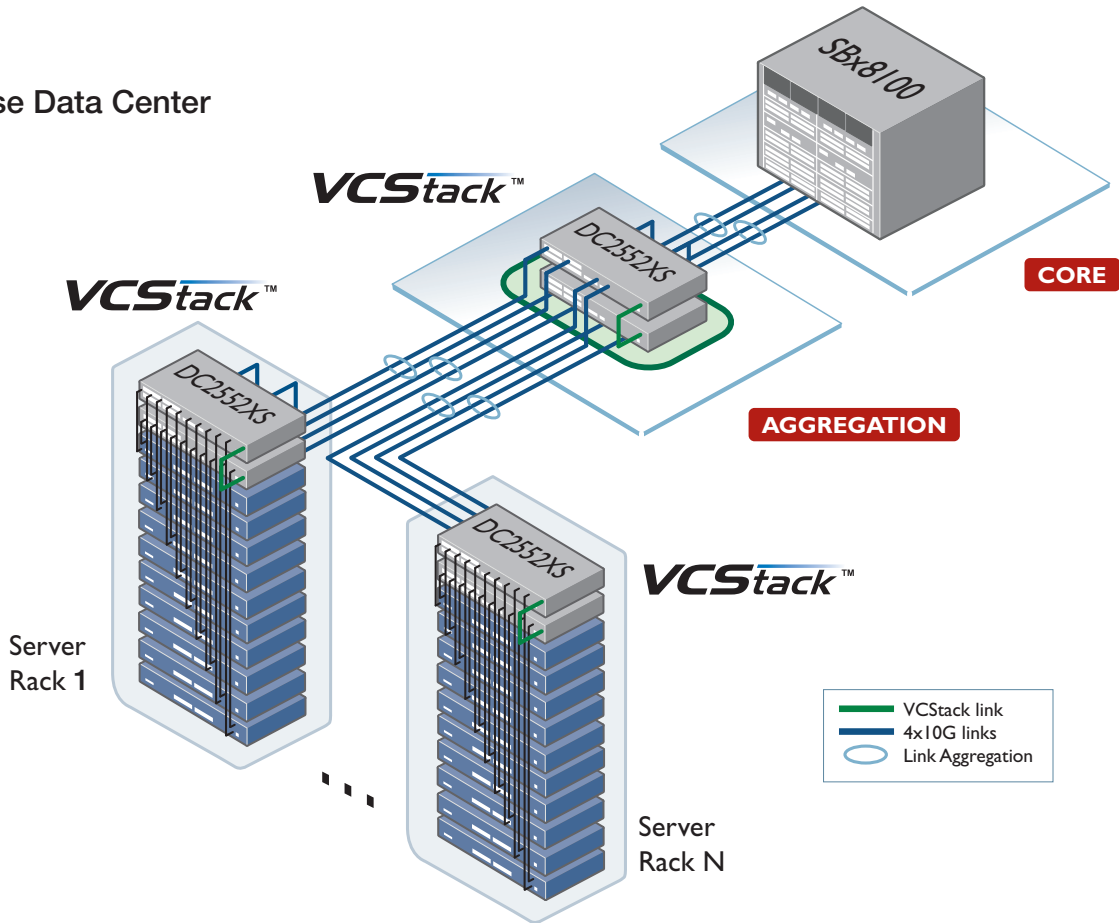 Data Center
SBx8100
VCStack™
DC2552XS
CORE
VCStack™
DC2552XS
AGGREGATION
DC2552XS
VCStack™
Server
Rack 1
VCStack link
4x10G links
Link Aggregation
Server
Rack N